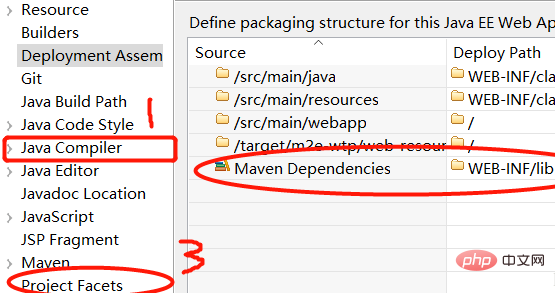 Resource
Builders
Deployment Assem
Git
Java Build Path
Java Code Style
Java Compiler
Java Editor
Javadoc Location
JavaScript
JSP Fragment
Maven
Project Facets
1
3
Define packaging structure for this Java EE Web Ap
Source Deploy Path
/src/main/java WEB-INF/cla
/src/main/resources WEB-INF/cla
/src/main/webapp /
/target/m2e-wtp/web-resour /
Maven Dependencies WEB-INF/lib
php 中文网